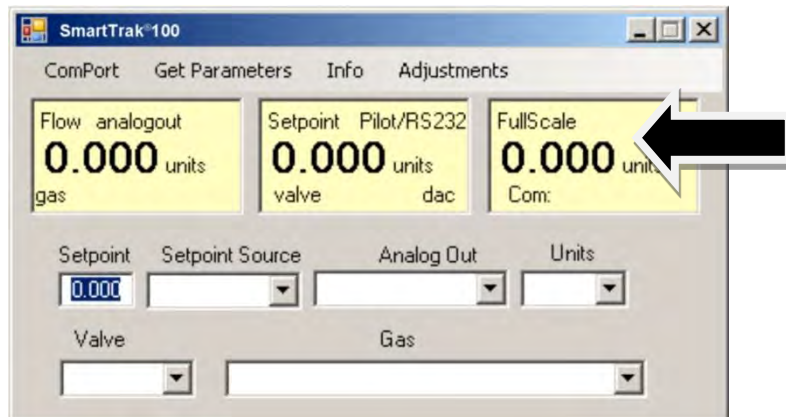 SmartTrak®100
ComPort Get Parameters Info Adjustments
Flow analogout
0.000 units
gas
Setpoint Pilot/RS232
0.000 units
valve dac
FullScale
0.000
Com:
Setpoint Setpoint Source Analog Out Units
0.000
Valve Gas